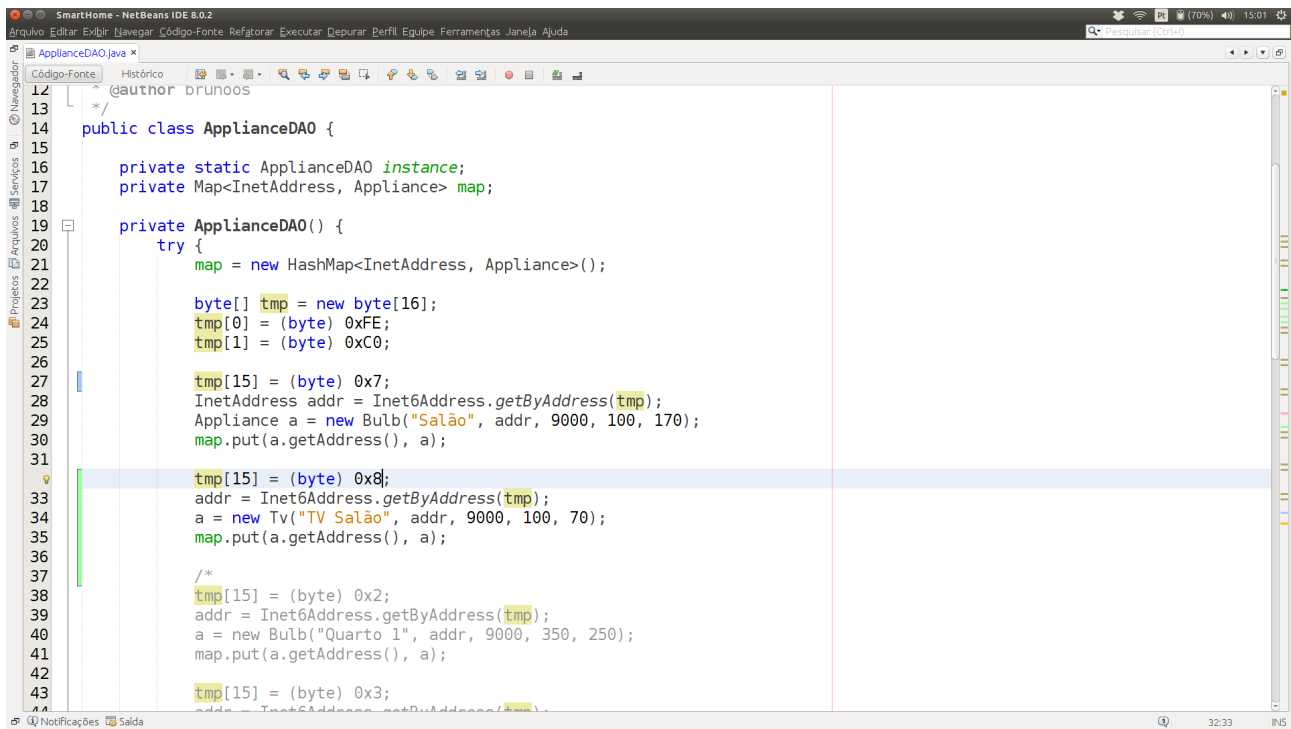 SmartHome - NetBeans IDE 8.0.2
Pt (70%) 15:01
Arquivo Editar Exibir Navegar Código-Fonte Refatorar Executar Depurar Perfil Equipe Ferramentas Janela Ajuda
Pesquisar (Ctrl+I)
ApplianceDAO.java
Código-Fonte Histórico
Navegador
Serviços
Arquivos
Projetos
12 * @author brunoos
13 */
14 public class ApplianceDAO {
15
16 private static ApplianceDAO instance;
17 private Map<InetAddress, Appliance> map;
18
19 private ApplianceDAO() {
20 try {
21 map = new HashMap<InetAddress, Appliance>();
22
23 byte[] tmp = new byte[16];
24 tmp[0] = (byte) 0xFE;
25 tmp[1] = (byte) 0xC0;
26
27 tmp[15] = (byte) 0x7;
28 InetAddress addr = Inet6Address.getByAddress(tmp);
29 Appliance a = new Bulb("Salão", addr, 9000, 100, 170);
30 map.put(a.getAddress(), a);
31
tmp[15] = (byte) 0x8;
33 addr = Inet6Address.getByAddress(tmp);
34 a = new Tv("TV Salão", addr, 9000, 100, 70);
35 map.put(a.getAddress(), a);
36
37 /*
38 tmp[15] = (byte) 0x2;
39 addr = Inet6Address.getByAddress(tmp);
40 a = new Bulb("Quarto 1", addr, 9000, 350, 250);
41 map.put(a.getAddress(), a);
42
43 tmp[15] = (byte) 0x3;
44 addr = Inet6Address.getByAddress(tmp);
Notificações Saída
32:33 INS